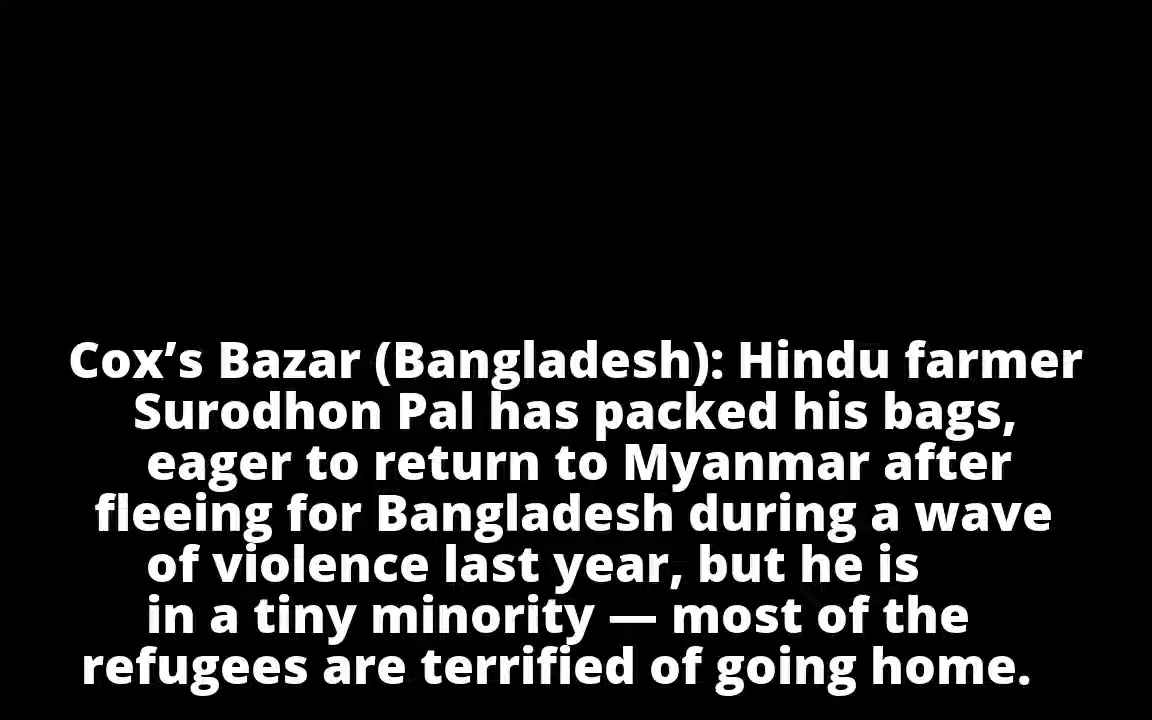 Cox’s Bazar (Bangladesh): Hindu farmer
Surodhon Pal has packed his bags,
eager to return to Myanmar after
fleeing for Bangladesh during a wave
of violence last year, but he is
in a tiny minority — most of the
refugees are terrified of going home.